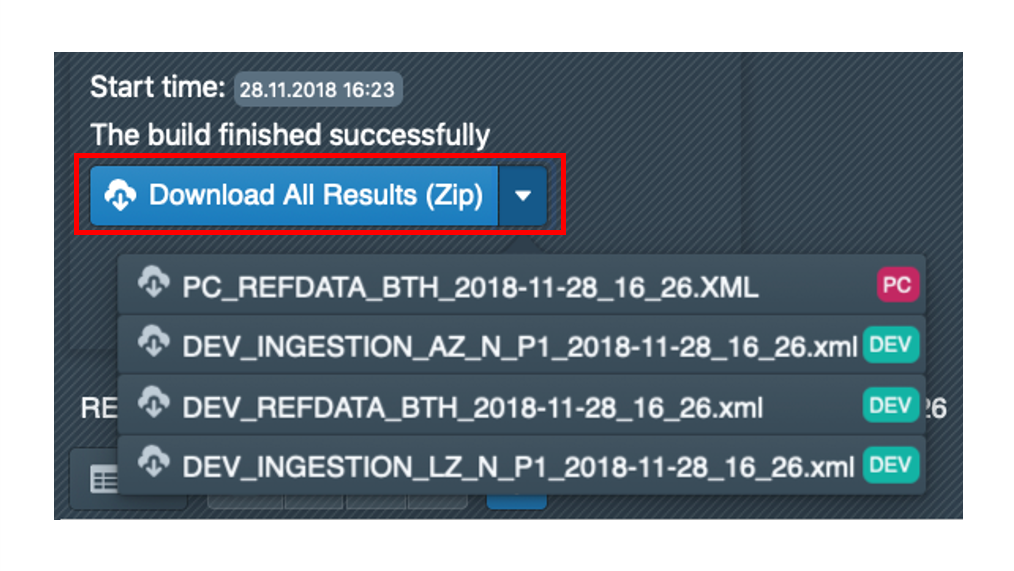 Start time: 28.11.2018 16:23
The build finished successfully
Download All Results (Zip)
PC_REFDATA_BTH_2018-11-28_16_26.XML PC
DEV_INGESTION_AZ_N_P1_2018-11-28_16_26.xml DEV
RE DEV_REFDATA_BTH_2018-11-28_16_26.xml DEV 26
DEV_INGESTION_LZ_N_P1_2018-11-28_16_26.xml DEV